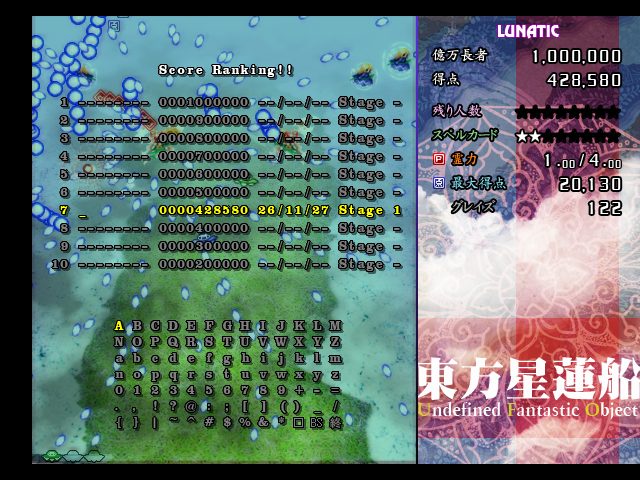 LUNATIC
億万長者 1,000,000
得点 428,580
残り人数
スペルカード
P 霊力 1.00/4.00
最大得点 20,130
グレイズ 122
Score Ranking!!
1 -------- 0001000000 --/--/-- Stage -
2 -------- 0000900000 --/--/-- Stage -
3 -------- 0000800000 --/--/-- Stage -
4 -------- 0000700000 --/--/-- Stage -
5 -------- 0000600000 --/--/-- Stage -
6 -------- 0000500000 --/--/-- Stage -
7 _ 0000428580 26/11/27 Stage 1
8 -------- 0000400000 --/--/-- Stage -
9 -------- 0000300000 --/--/-- Stage -
10 -------- 0000200000 --/--/-- Stage -
A B C D E F G H I J K L M
N O P Q R S T U V W X Y Z
a b c d e f g h i j k l m
n o p q r s t u v w x y z
0 1 2 3 4 5 6 7 8 9 + - =
. , ! ? @ : ; [ ] ( ) _ /
{ } | ~ ^ # $ % & * □ BS 終
東方星蓮船
Undefined Fantastic Object